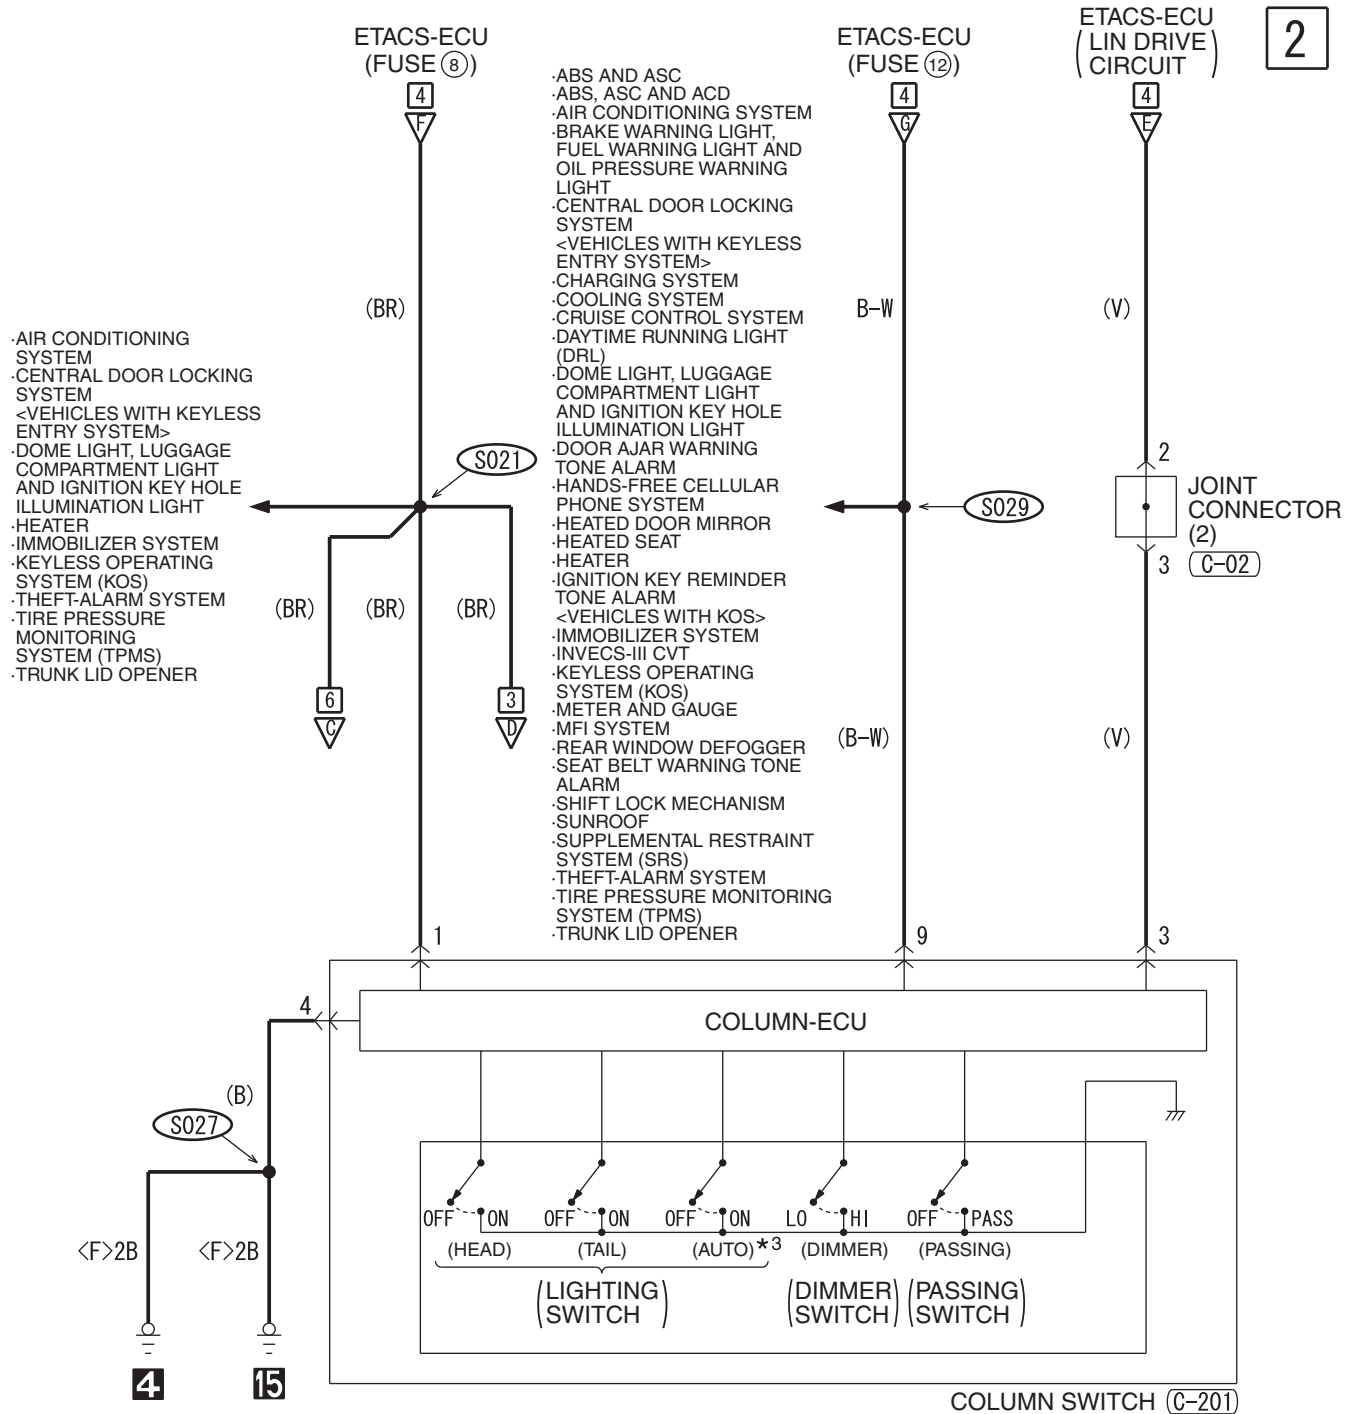 ETACS-ECU
(FUSE ⑧)
4
F
ETACS-ECU
(FUSE ⑫)
4
G
ETACS-ECU
(LIN DRIVE
CIRCUIT)
4
E
2
·AIR CONDITIONING
SYSTEM
·CENTRAL DOOR LOCKING
SYSTEM
<VEHICLES WITH KEYLESS
ENTRY SYSTEM>
·DOME LIGHT, LUGGAGE
COMPARTMENT LIGHT
AND IGNITION KEY HOLE
ILLUMINATION LIGHT
·HEATER
·IMMOBILIZER SYSTEM
·KEYLESS OPERATING
SYSTEM (KOS)
·THEFT-ALARM SYSTEM
·TIRE PRESSURE
MONITORING
SYSTEM (TPMS)
·TRUNK LID OPENER
(BR)
S021
(BR)
(BR)
(BR)
6
C
3
D
·ABS AND ASC
·ABS, ASC AND ACD
·AIR CONDITIONING SYSTEM
·BRAKE WARNING LIGHT,
FUEL WARNING LIGHT AND
OIL PRESSURE WARNING
LIGHT
·CENTRAL DOOR LOCKING
SYSTEM
<VEHICLES WITH KEYLESS
ENTRY SYSTEM>
·CHARGING SYSTEM
·COOLING SYSTEM
·CRUISE CONTROL SYSTEM
·DAYTIME RUNNING LIGHT
(DRL)
·DOME LIGHT, LUGGAGE
COMPARTMENT LIGHT
AND IGNITION KEY HOLE
ILLUMINATION LIGHT
·DOOR AJAR WARNING
TONE ALARM
·HANDS-FREE CELLULAR
PHONE SYSTEM
·HEATED DOOR MIRROR
·HEATED SEAT
·HEATER
·IGNITION KEY REMINDER
TONE ALARM
<VEHICLES WITH KOS>
·IMMOBILIZER SYSTEM
·INVECS-III CVT
·KEYLESS OPERATING
SYSTEM (KOS)
·METER AND GAUGE
·MFI SYSTEM
·REAR WINDOW DEFOGGER
·SEAT BELT WARNING TONE
ALARM
·SHIFT LOCK MECHANISM
·SUNROOF
·SUPPLEMENTAL RESTRAINT
SYSTEM (SRS)
·THEFT-ALARM SYSTEM
·TIRE PRESSURE MONITORING
SYSTEM (TPMS)
·TRUNK LID OPENER
B-W
S029
(B-W)
(V)
2
JOINT
CONNECTOR
(2)
3 C-02
(V)
1
9
3
4
COLUMN-ECU
(B)
S027
<F>2B
<F>2B
4
15
OFF ON
OFF ON
OFF ON
LO HI
OFF PASS
(HEAD)
(TAIL)
(AUTO)*3
(DIMMER)
(PASSING)
(LIGHTING
SWITCH)
(DIMMER
SWITCH)
(PASSING
SWITCH)
COLUMN SWITCH C-201